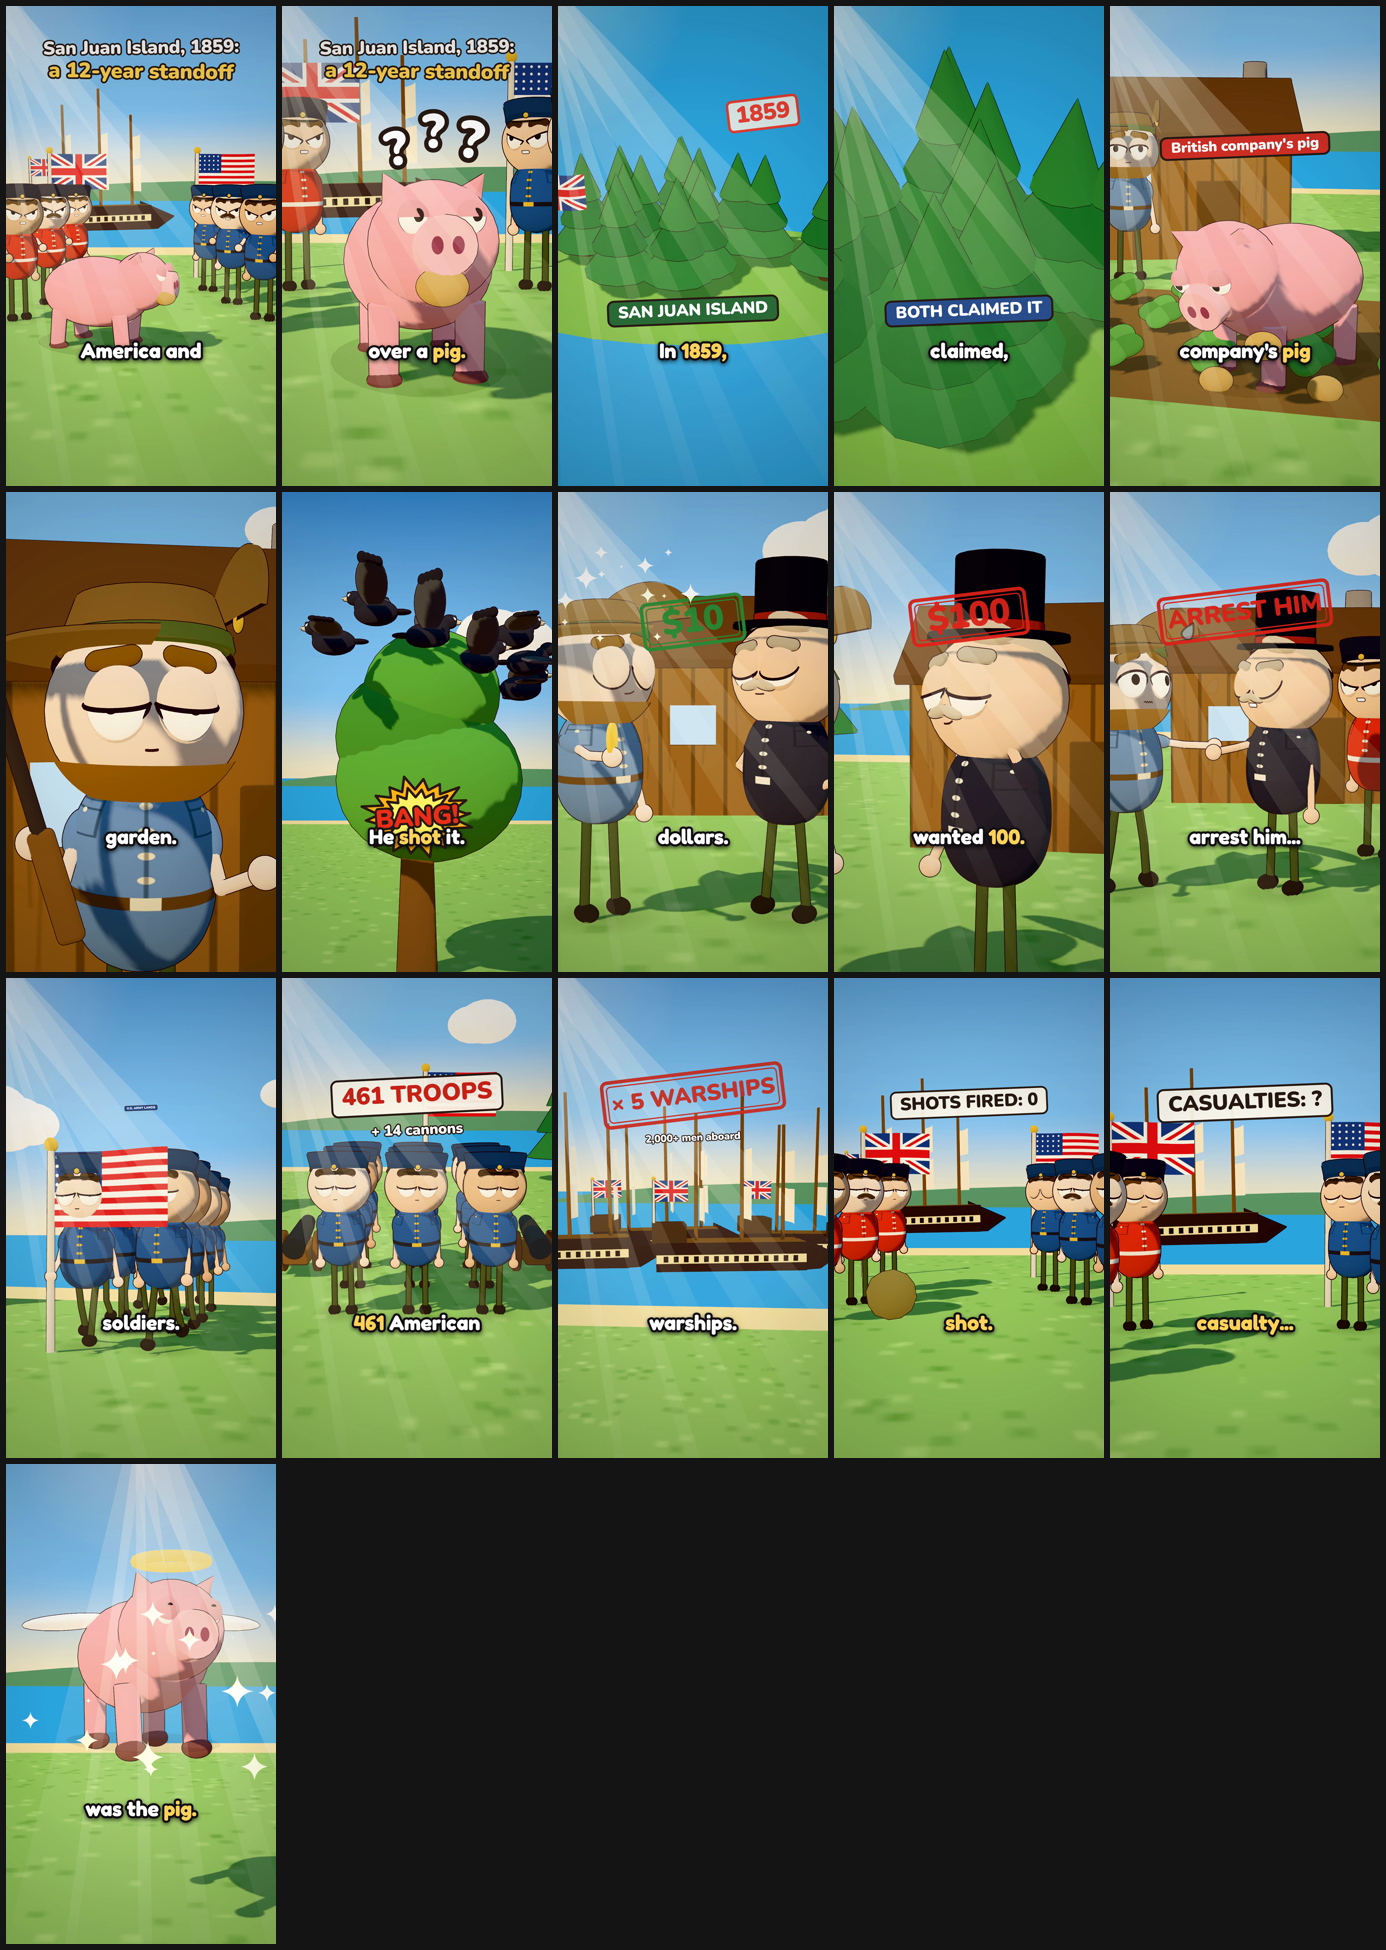 San Juan Island, 1859:
a 12-year standoff
America and
San Juan Island, 1859:
a 12-year standoff
? ? ?
over a pig.
1859
SAN JUAN ISLAND
In 1859,
BOTH CLAIMED IT
claimed,
British company's pig
company's pig
garden.
BANG!
He shot it.
$10
dollars.
$100
wanted 100.
ARREST HIM
arrest him...
U.S. ARMY LANDS
soldiers.
461 TROOPS
+ 14 cannons
461 American
× 5 WARSHIPS
2,000+ men aboard
warships.
SHOTS FIRED: 0
shot.
CASUALTIES: ?
casualty...
was the pig.